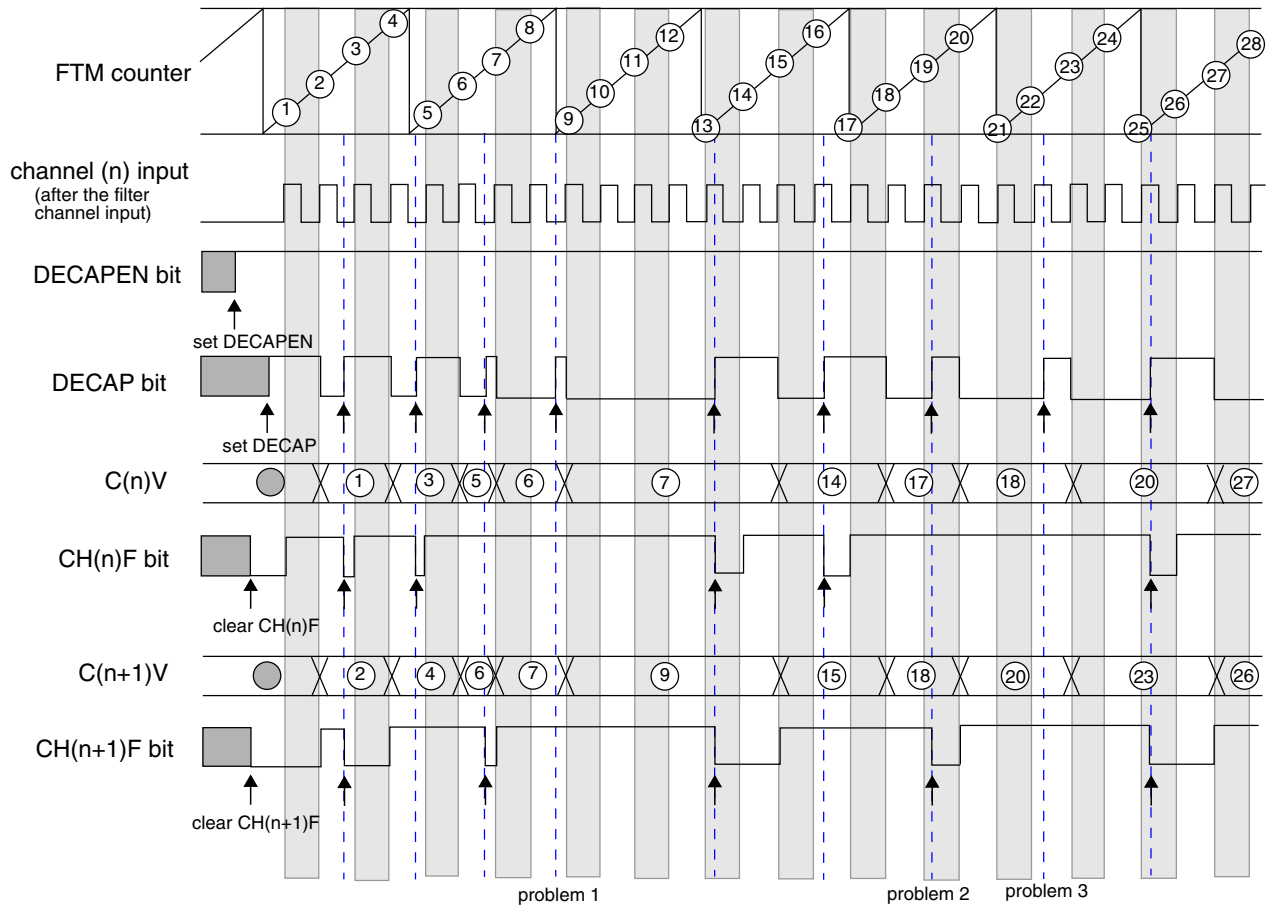 FTM counter
1 2 3 4 5 6 7 8 9 10 11 12 13 14 15 16 17 18 19 20 21 22 23 24 25 26 27 28
channel (n) input
(after the filter
channel input)
DECAPEN bit
set DECAPEN
DECAP bit
set DECAP
C(n)V
1 3 5 6 7 14 17 18 20 27
CH(n)F bit
clear CH(n)F
C(n+1)V
2 4 6 7 9 15 18 20 23 26
CH(n+1)F bit
clear CH(n+1)F
problem 1 problem 2 problem 3